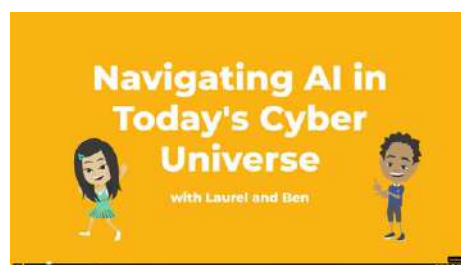 Navigating AI in
Today's Cyber
Universe
with Laurel and Ben